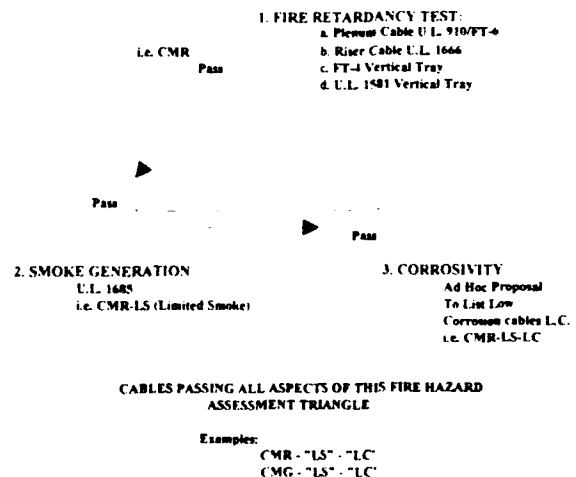 1. FIRE RETARDANCY TEST:
a. Plenum Cable U.L. 910/FT-6
i.e. CMR
b. Riser Cable U.L. 1666
Pass
c. FT-4 Vertical Tray
d. U.L. 1581 Vertical Tray
Pass
Pass
2. SMOKE GENERATION
U.L. 1685
i.e. CMR-LS (Limited Smoke)
3. CORROSIVITY
Ad Hoc Proposal
To List Low
Corrosion cables L.C.
i.e. CMR-LS-LC
CABLES PASSING ALL ASPECTS OF THIS FIRE HAZARD
ASSESSMENT TRIANGLE
Examples:
CMR - "LS" - "LC"
CMG - "LS" - "LC"